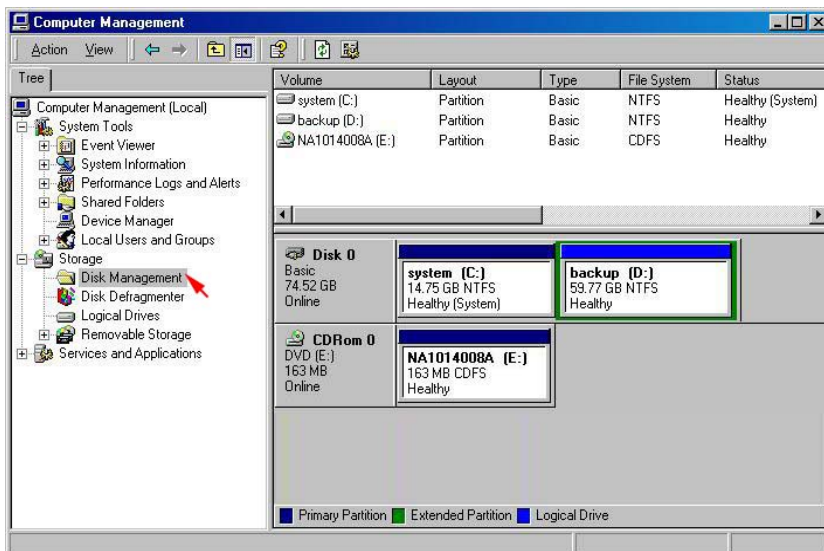 Computer Management
Action View
Tree
Computer Management (Local)
System Tools
Event Viewer
System Information
Performance Logs and Alerts
Shared Folders
Device Manager
Local Users and Groups
Storage
Disk Management
Disk Defragmenter
Logical Drives
Removable Storage
Services and Applications
Volume Layout Type File System Status
system (C:) Partition Basic NTFS Healthy (System)
backup (D:) Partition Basic NTFS Healthy
NA1014008A (E:) Partition Basic CDFS Healthy
Disk 0
Basic
74.52 GB
Online
system (C:)
14.75 GB NTFS
Healthy (System)
backup (D:)
59.77 GB NTFS
Healthy
CDRom 0
DVD (E:)
163 MB
Online
NA1014008A (E:)
163 MB CDFS
Healthy
Primary Partition Extended Partition Logical Drive